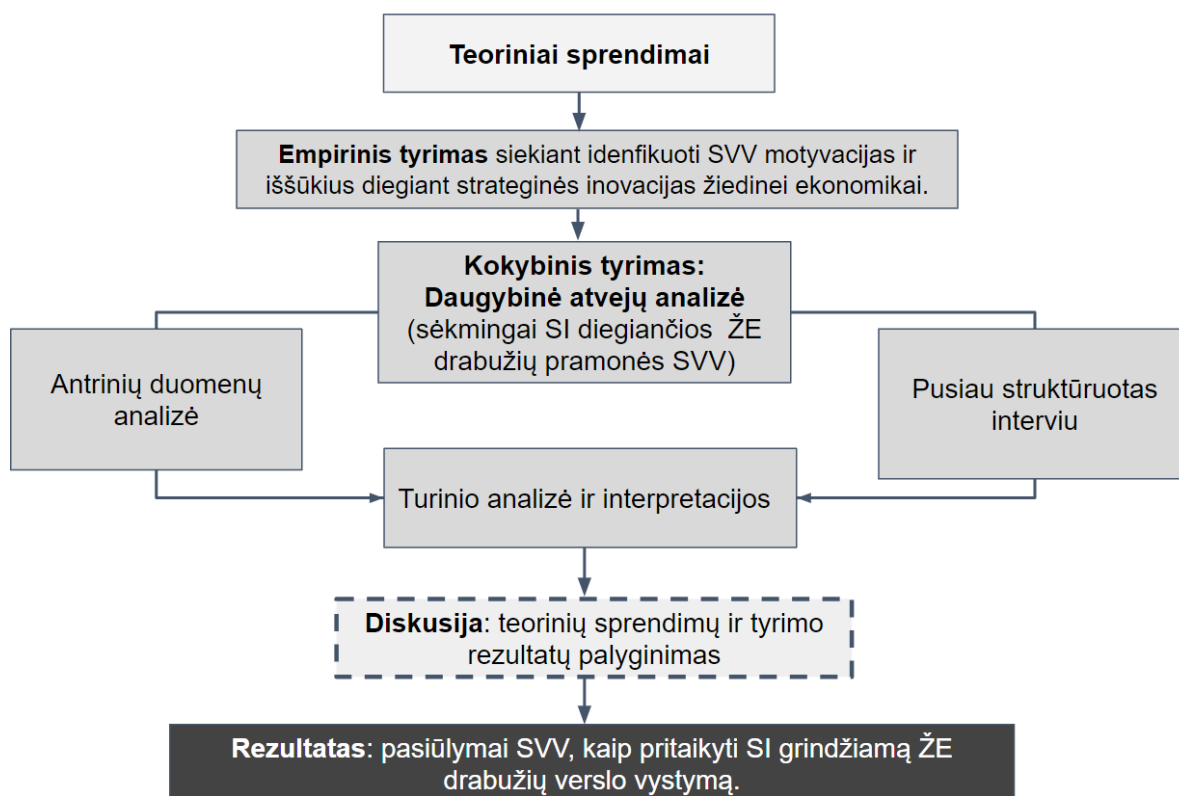 Teoriniai sprendimai
Empirinis tyrimas siekiant idenfikuoti SVV motyvacijas ir
iššūkius diegiant strateginės inovacijas žiedinei ekonomikai.
Kokybinis tyrimas:
Daugybinė atvejų analizė
(sėkmingai SI diegiančios ŽE
drabužių pramonės SVV)
Antrinių duomenų
analizė
Pusiau struktūruotas
interviu
Turinio analizė ir interpretacijos
Diskusija: teorinių sprendimų ir tyrimo
rezultatų palyginimas
Rezultatas: pasiūlymai SVV, kaip pritaikyti SI grindžiamą ŽE
drabužių verslo vystymą.